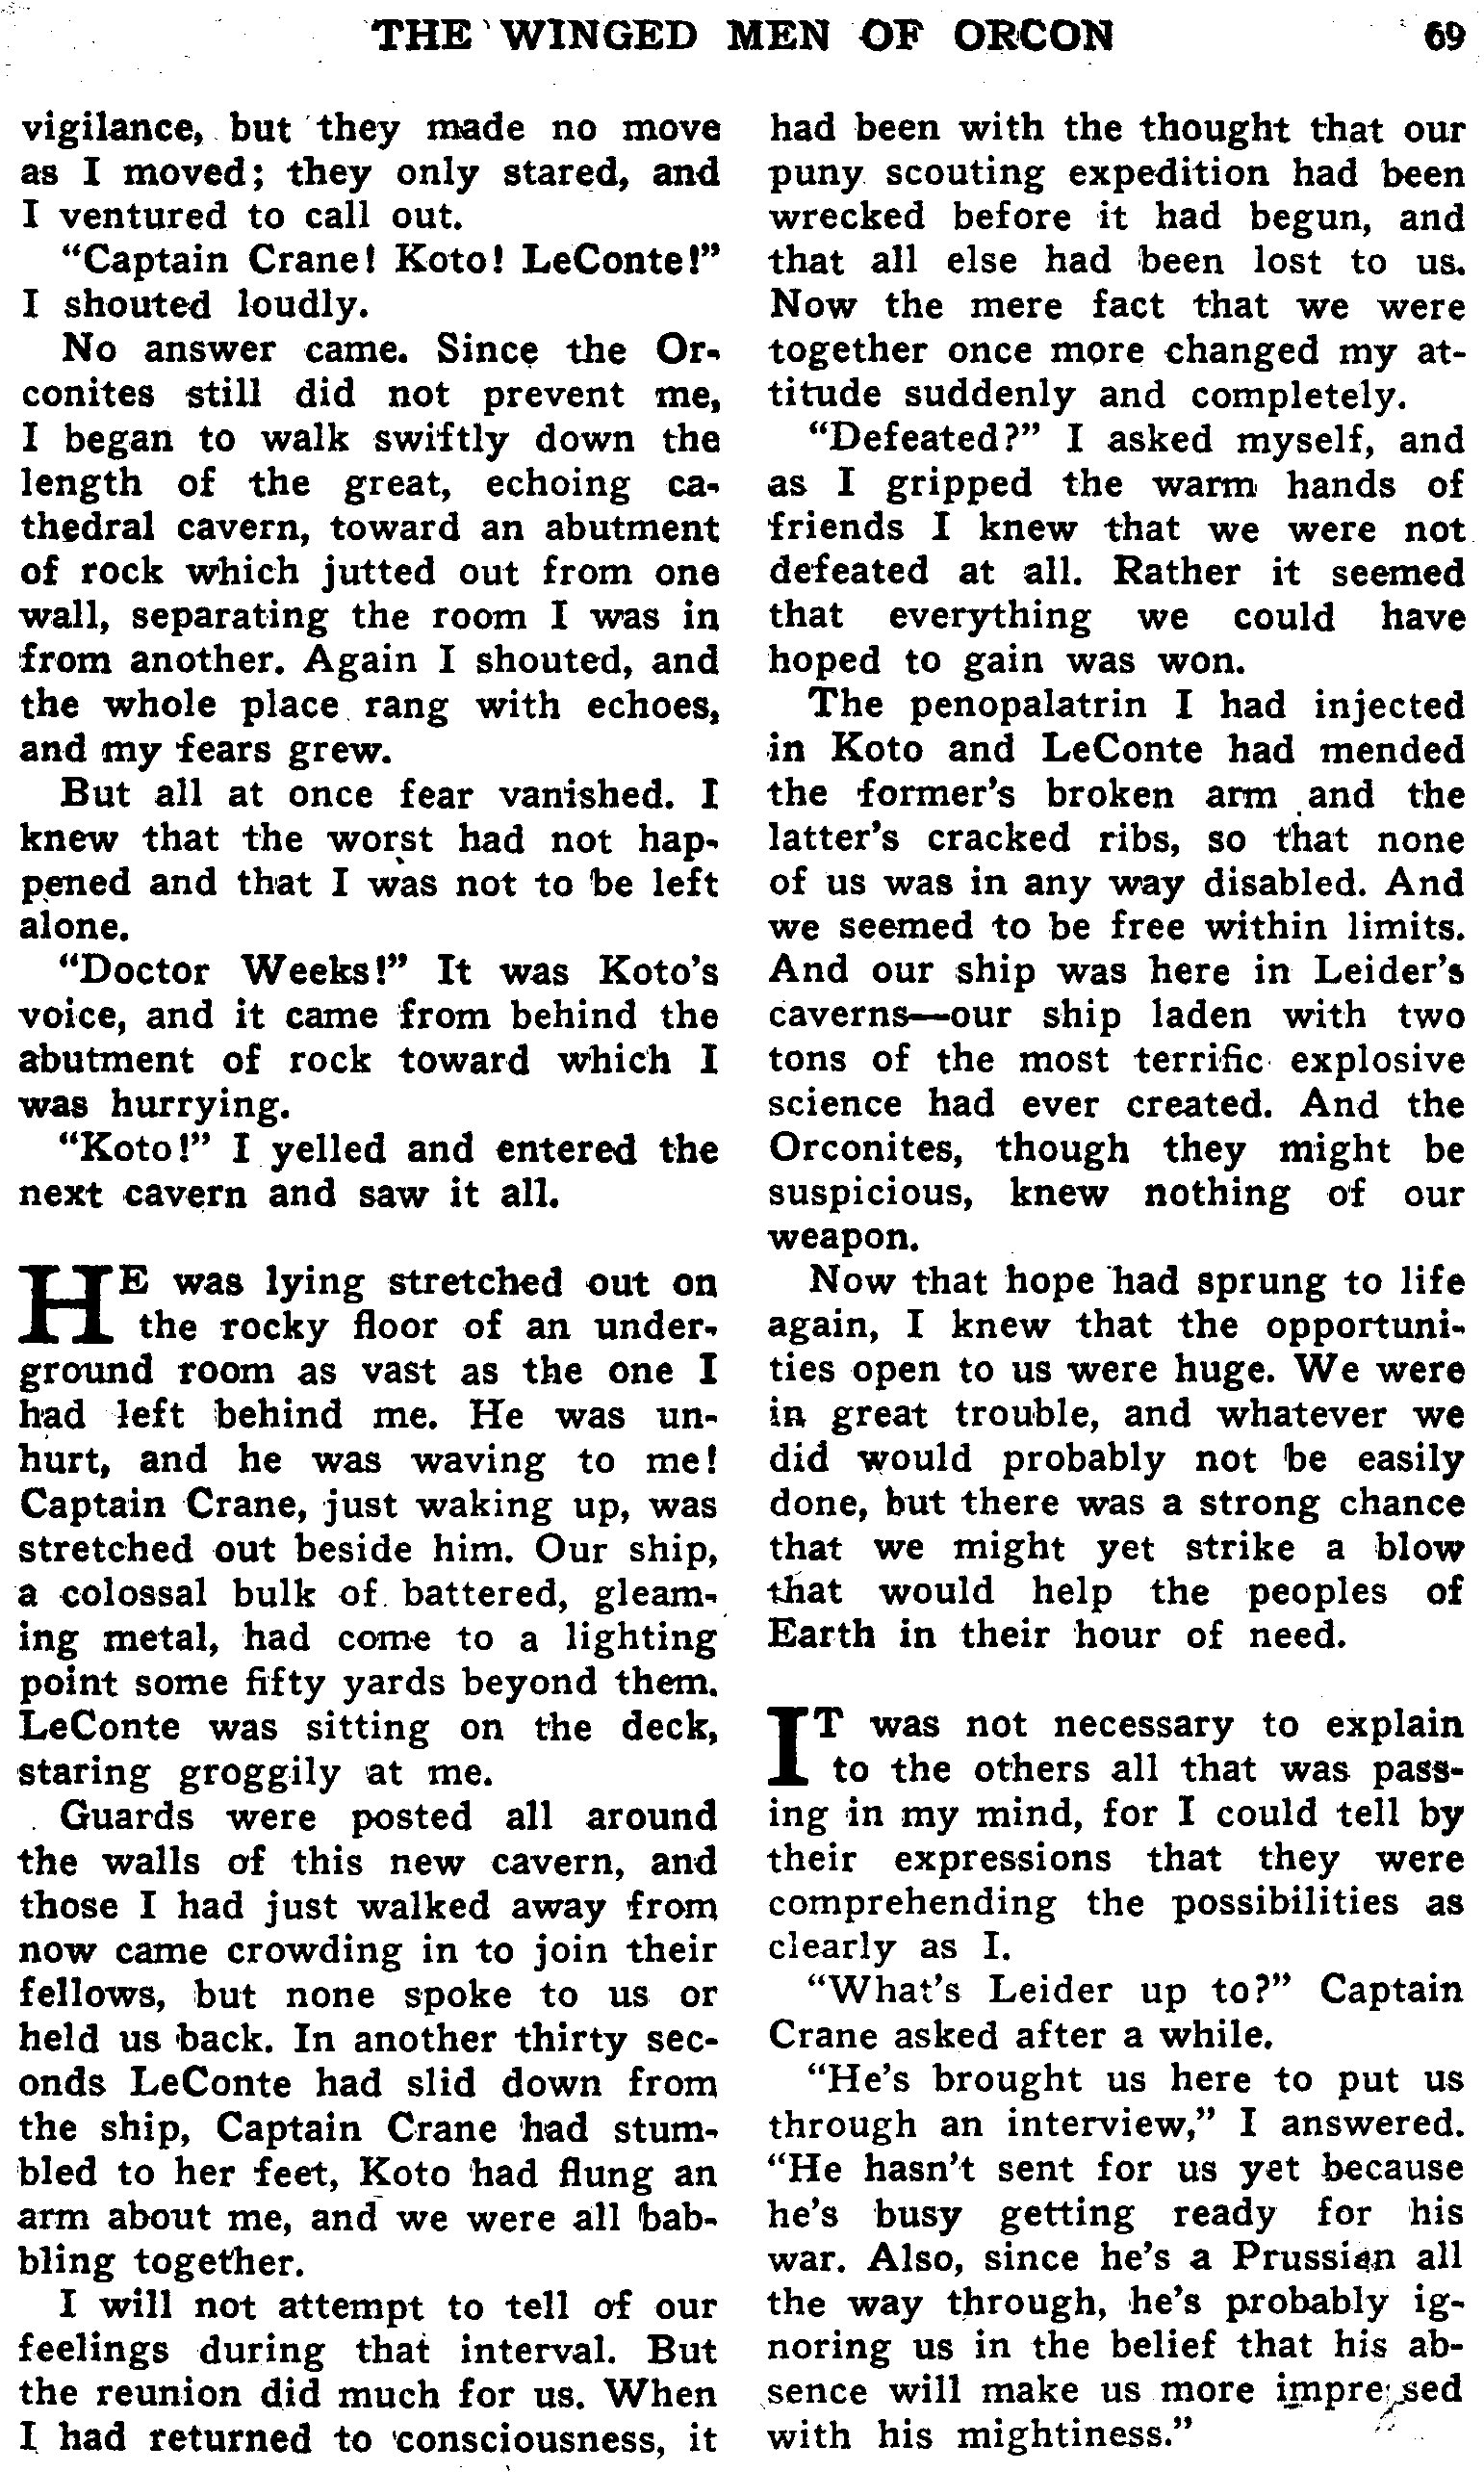 THE WINGED MEN OF ORCON 69
vigilance, but they made no move
as I moved; they only stared, and
I ventured to call out.
"Captain Crane! Koto! LeConte!"
I shouted loudly.
No answer came. Since the Or-
conites still did not prevent me,
I began to walk swiftly down the
length of the great, echoing ca-
thedral cavern, toward an abutment
of rock which jutted out from one
wall, separating the room I was in
from another. Again I shouted, and
the whole place rang with echoes,
and my fears grew.
But all at once fear vanished. I
knew that the worst had not hap-
pened and that I was not to be left
alone.
"Doctor Weeks!" It was Koto's
voice, and it came from behind the
abutment of rock toward which I
was hurrying.
"Koto!" I yelled and entered the
next cavern and saw it all.
HE was lying stretched out on
the rocky floor of an under-
ground room as vast as the one I
had left behind me. He was un-
hurt, and he was waving to me!
Captain Crane, just waking up, was
stretched out beside him. Our ship,
a colossal bulk of battered, gleam-
ing metal, had come to a lighting
point some fifty yards beyond them.
LeConte was sitting on the deck,
staring groggily at me.
Guards were posted all around
the walls of this new cavern, and
those I had just walked away from
now came crowding in to join their
fellows, but none spoke to us or
held us back. In another thirty sec-
onds LeConte had slid down from
the ship, Captain Crane had stum-
bled to her feet, Koto had flung an
arm about me, and we were all bab-
bling together.
I will not attempt to tell of our
feelings during that interval. But
the reunion did much for us. When
I had returned to consciousness, it
had been with the thought that our
puny scouting expedition had been
wrecked before it had begun, and
that all else had been lost to us.
Now the mere fact that we were
together once more changed my at-
titude suddenly and completely.
"Defeated?" I asked myself, and
as I gripped the warm hands of
friends I knew that we were not
defeated at all. Rather it seemed
that everything we could have
hoped to gain was won.
The penopalatrin I had injected
in Koto and LeConte had mended
the former's broken arm and the
latter's cracked ribs, so that none
of us was in any way disabled. And
we seemed to be free within limits.
And our ship was here in Leider's
caverns—our ship laden with two
tons of the most terrific explosive
science had ever created. And the
Orconites, though they might be
suspicious, knew nothing of our
weapon.
Now that hope had sprung to life
again, I knew that the opportuni-
ties open to us were huge. We were
in great trouble, and whatever we
did would probably not be easily
done, but there was a strong chance
that we might yet strike a blow
that would help the peoples of
Earth in their hour of need.
IT was not necessary to explain
to the others all that was pass-
ing in my mind, for I could tell by
their expressions that they were
comprehending the possibilities as
clearly as I.
"What's Leider up to?" Captain
Crane asked after a while.
"He's brought us here to put us
through an interview," I answered.
"He hasn't sent for us yet because
he's busy getting ready for his
war. Also, since he's a Prussian all
the way through, he's probably ig-
noring us in the belief that his ab-
sence will make us more impressed
with his mightiness."